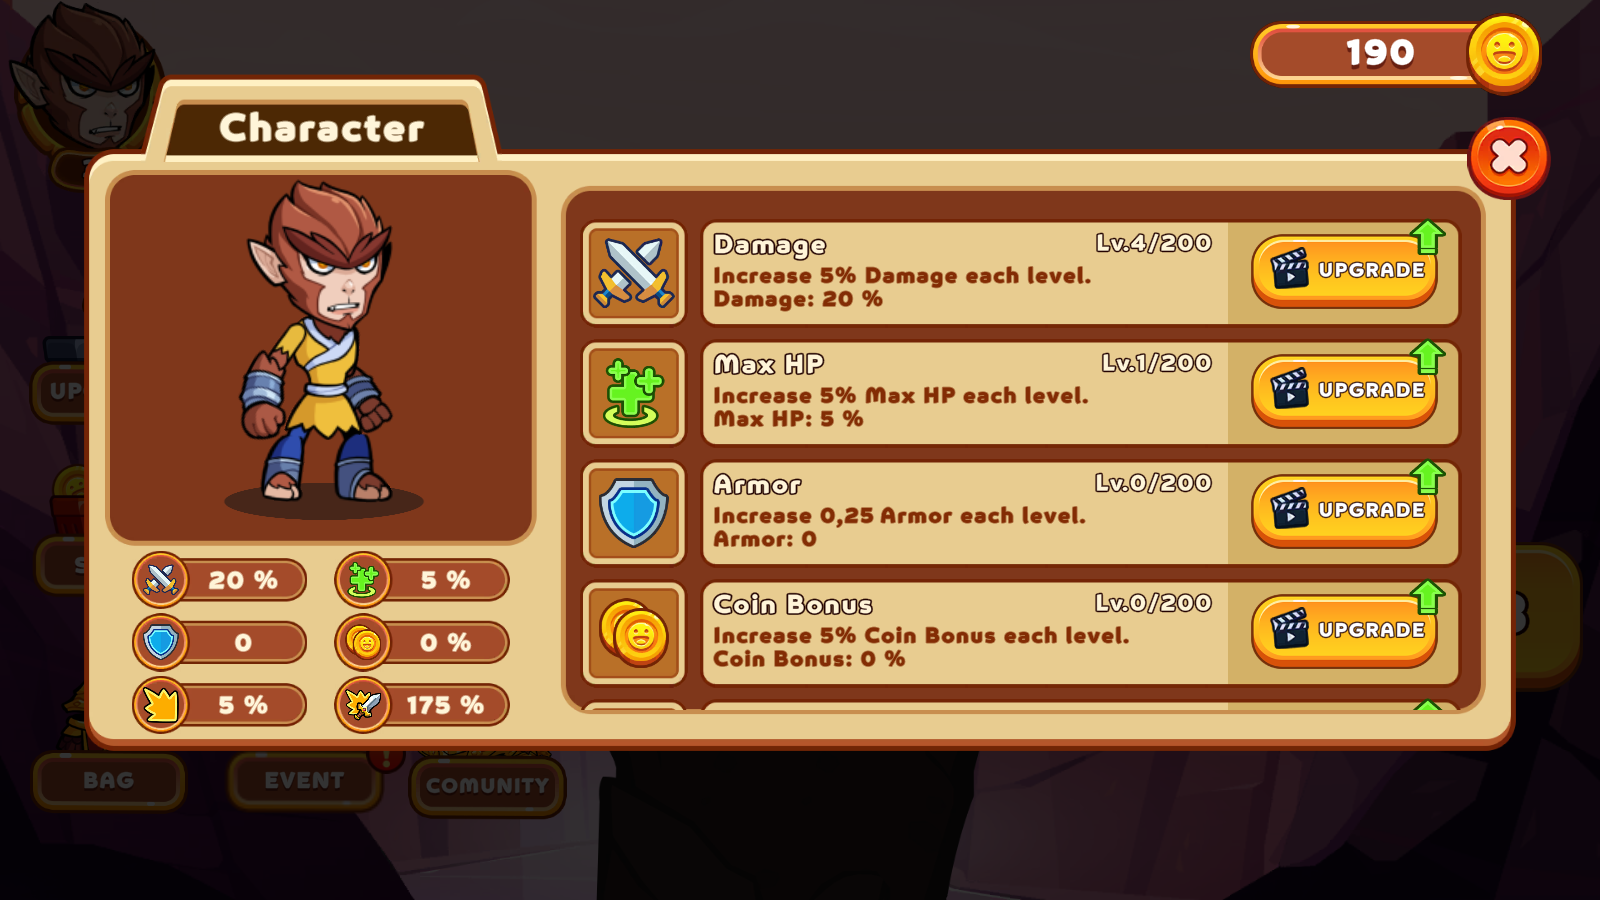 190
Character
Damage
Lv.4/200
Increase 5% Damage each level.
Damage: 20 %
UPGRADE
Max HP
Lv.1/200
Increase 5% Max HP each level.
Max HP: 5 %
UPGRADE
Armor
Lv.0/200
Increase 0,25 Armor each level.
Armor: 0
UPGRADE
Coin Bonus
Lv.0/200
Increase 5% Coin Bonus each level.
Coin Bonus: 0 %
UPGRADE
20 %
5 %
0
0 %
5 %
175 %
UP
S
BAG
EVENT
!
COMUNITY